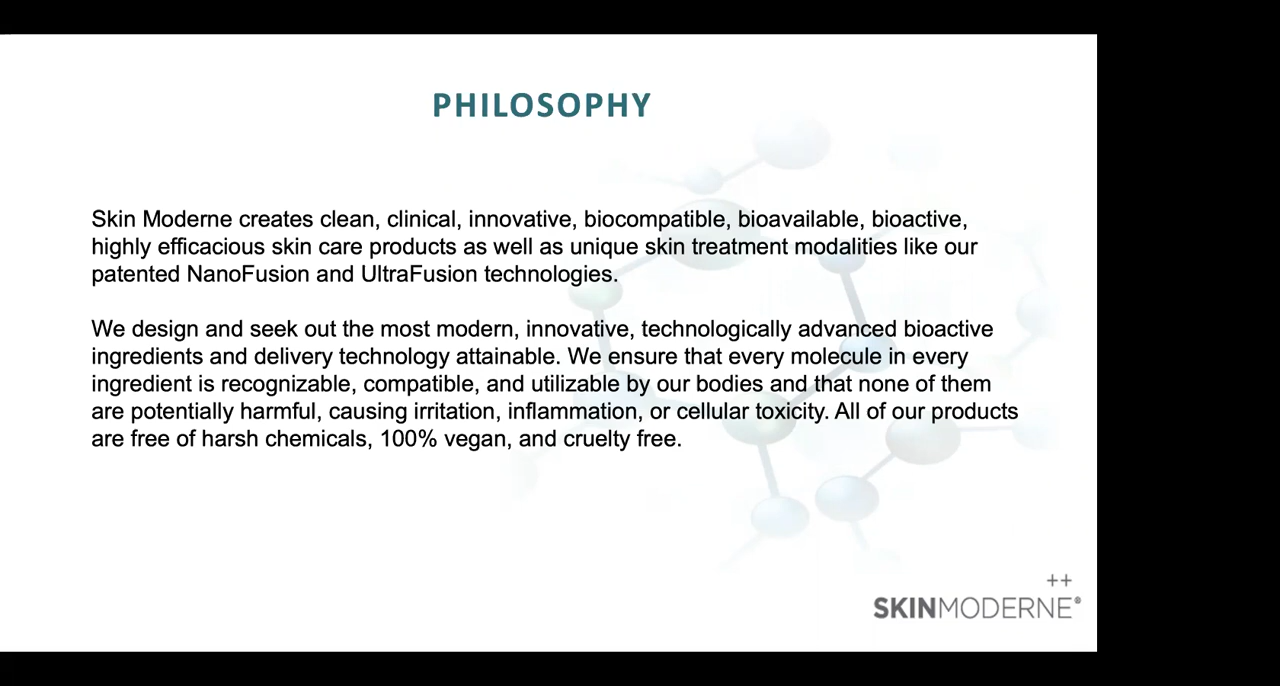 PHILOSOPHY
Skin Moderne creates clean, clinical, innovative, biocompatible, bioavailable, bioactive,
highly efficacious skin care products as well as unique skin treatment modalities like our
patented NanoFusion and UltraFusion technologies.
We design and seek out the most modern, innovative, technologically advanced bioactive
ingredients and delivery technology attainable. We ensure that every molecule in every
ingredient is recognizable, compatible, and utilizable by our bodies and that none of them
are potentially harmful, causing irritation, inflammation, or cellular toxicity. All of our products
are free of harsh chemicals, 100% vegan, and cruelty free.
++
SKINMODERNE®